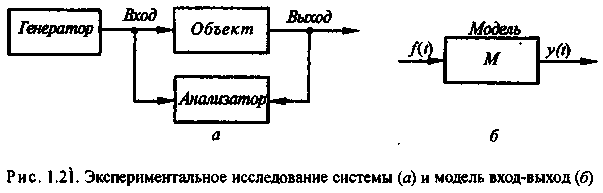 Генератор
Вход
Объект
Выход
Анализатор
а
Модель
f(t)
М
y(t)
б
Рис. 1.21. Экспериментальное исследование системы (а) и модель вход-выход (б)